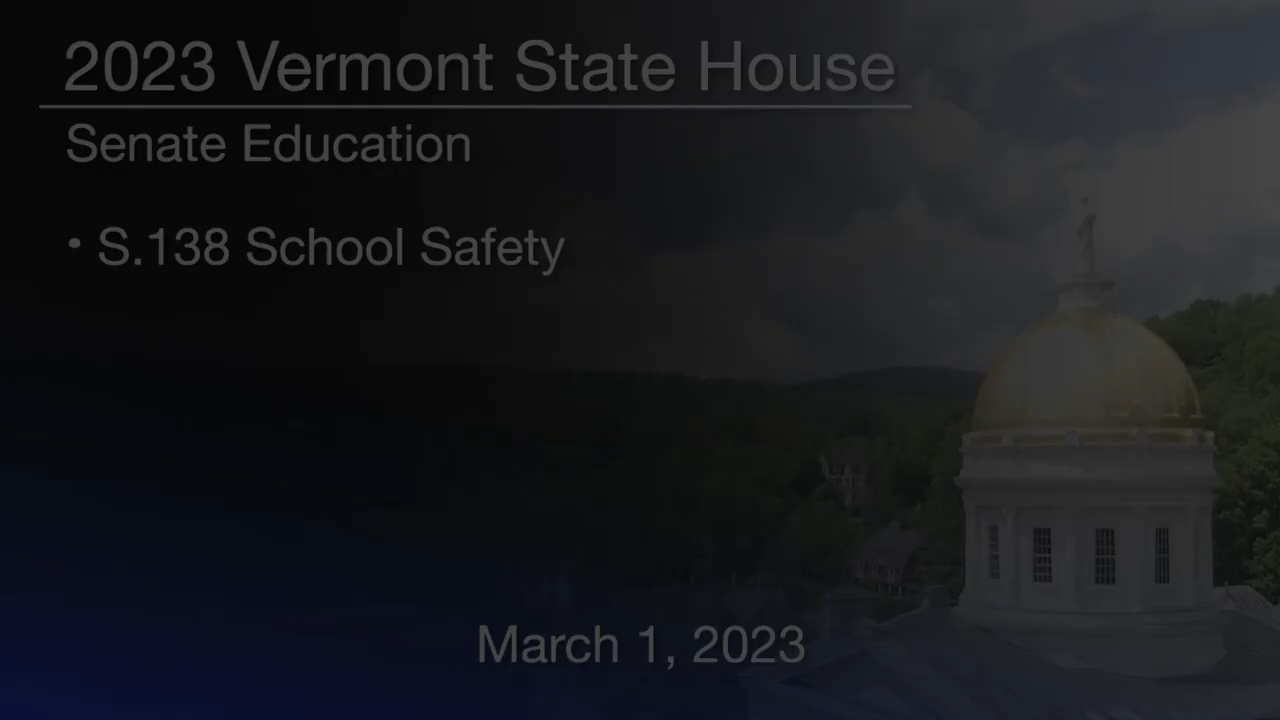 2023 Vermont State House
Senate Education
• S.138 School Safety
March 1, 2023